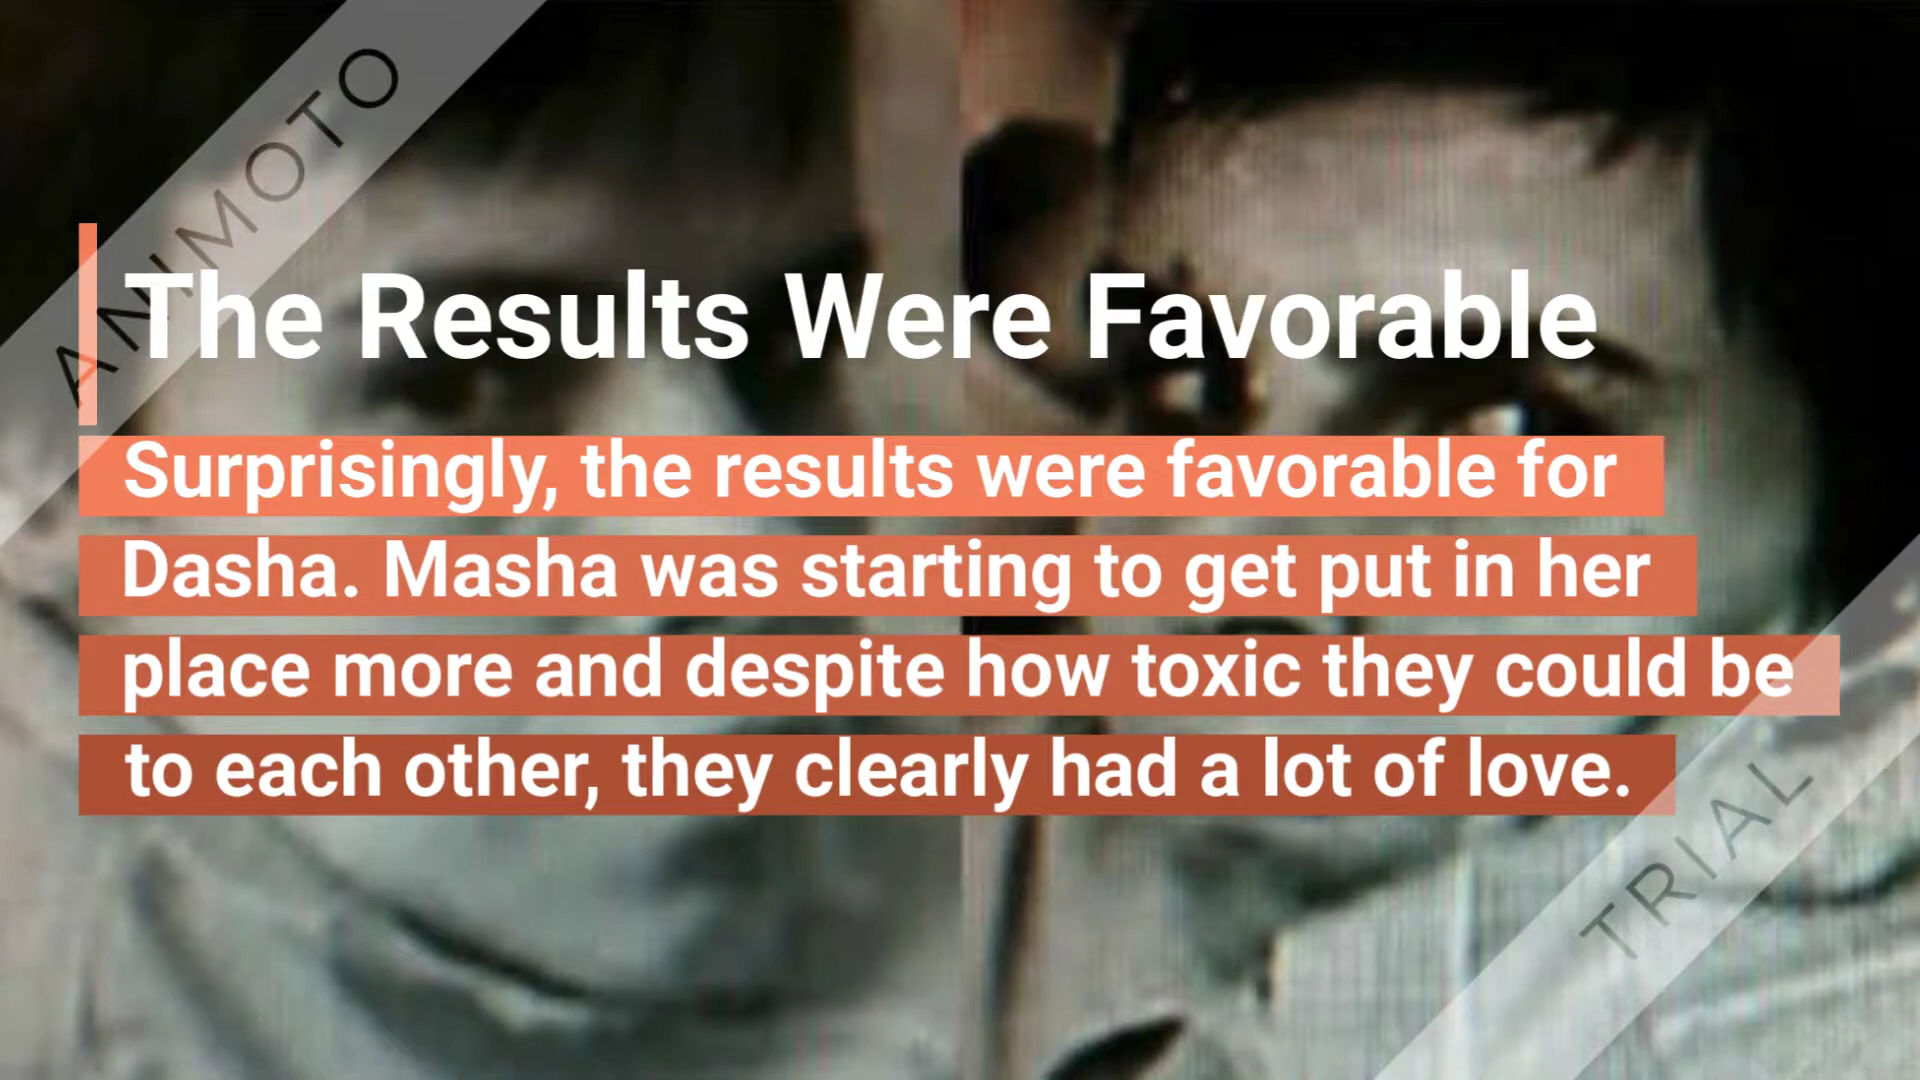 ANIMOTO
The Results Were Favorable
Surprisingly, the results were favorable for
Dasha. Masha was starting to get put in her
place more and despite how toxic they could be
to each other, they clearly had a lot of love.
TRIAL